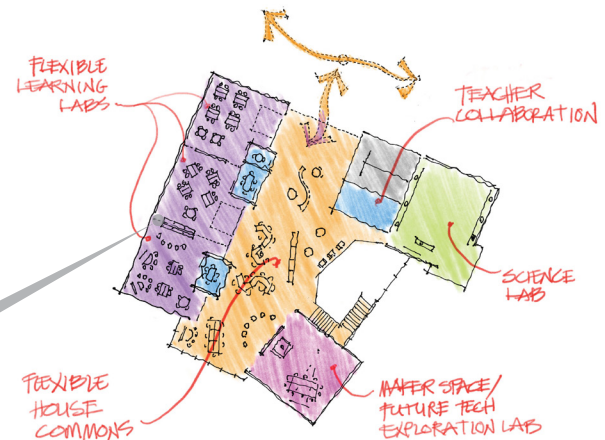 FLEXIBLE
LEARNING
LABS
TEACHER
COLLABORATION
SCIENCE
LAB
FLEXIBLE
HOUSE
COMMONS
MAKER SPACE/
FUTURE TECH
EXPLORATION LAB